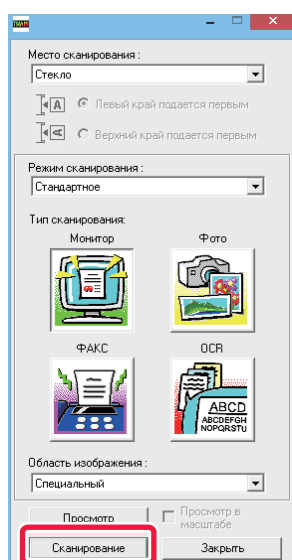 Место сканирования :
Стекло
A Левый край подается первым
A Верхний край подается первым
Режим сканирования :
Стандартное
Тип сканирования:
Монитор Фото
ФАКС OCR
ABCD
ABCDEFGH
NOPQRSTU
Область изображения :
Специальный
Просмотр Просмотр в
масштабе
Сканирование Закрыть